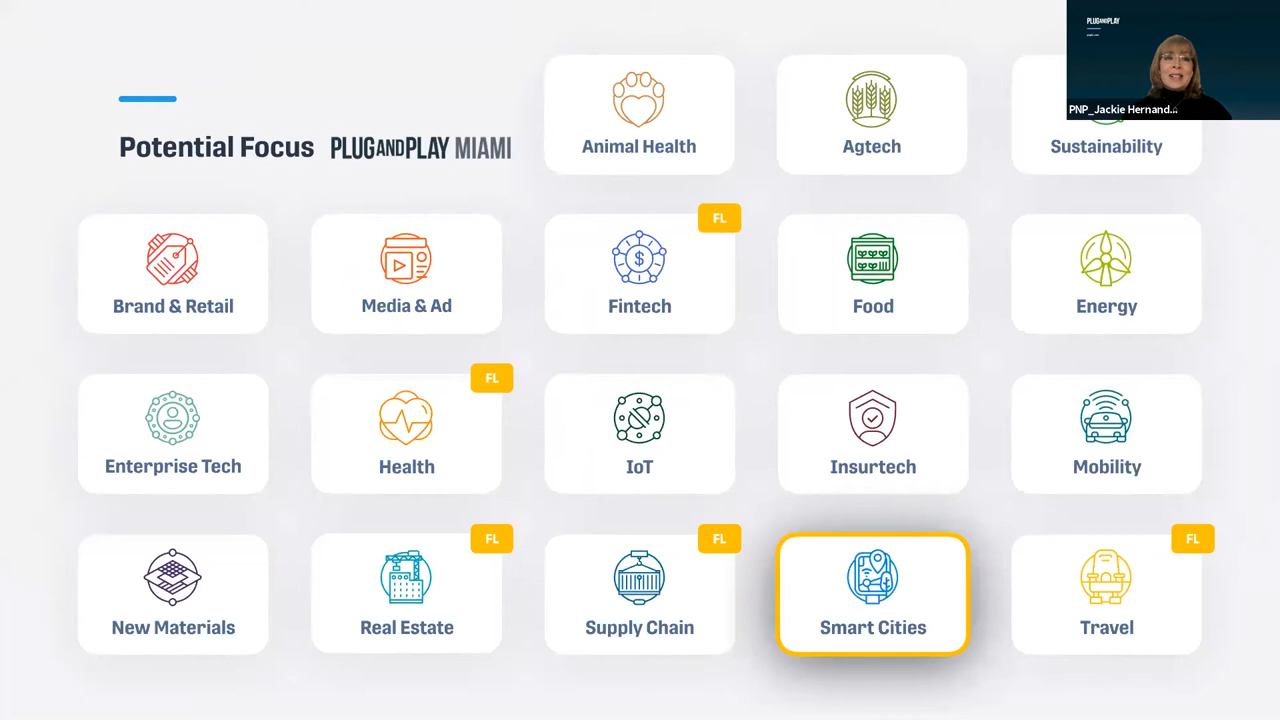 PLUGANDPLAY
PNP_Jackie Hernand...
Potential Focus PLUGANDPLAY MIAMI
Animal Health
Agtech
Sustainability
Brand & Retail
Media & Ad
FL
Fintech
Food
Energy
Enterprise Tech
FL
Health
IoT
Insurtech
Mobility
New Materials
FL
Real Estate
FL
Supply Chain
Smart Cities
FL
Travel